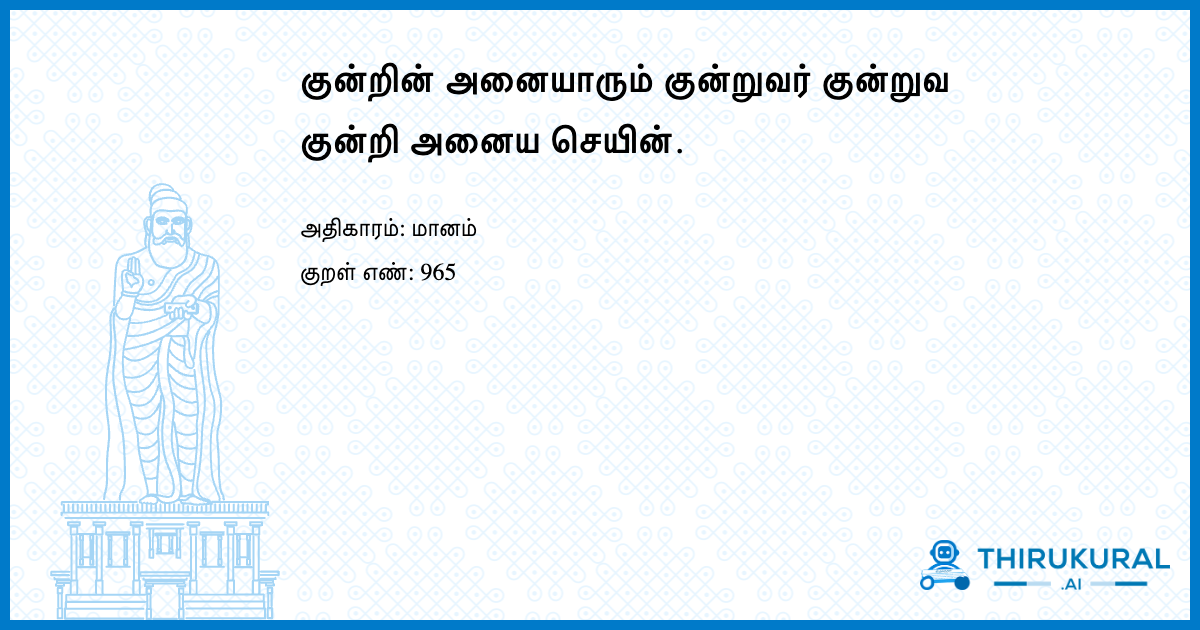 குன்றின் அனையாரும் குன்றுவர் குன்றுவ
குன்றி அனைய செயின்.
அதிகாரம்: மானம்
குறள் எண்: 965
THIRUKURAL
.AI